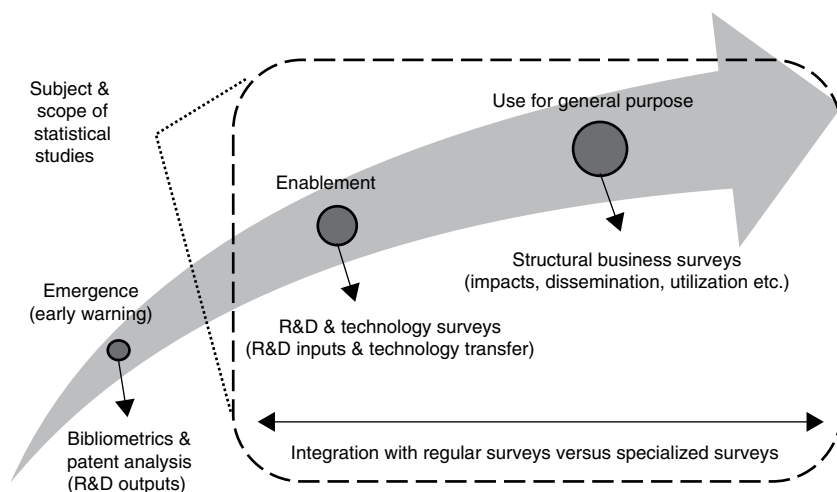 Subject &
scope of
statistical
studies
Use for general purpose
Enablement
Structural business surveys
(impacts, dissemination, utilization etc.)
Emergence
(early warning)
R&D & technology surveys
(R&D inputs & technology transfer)
Bibliometrics &
patent analysis
(R&D outputs)
Integration with regular surveys versus specialized surveys